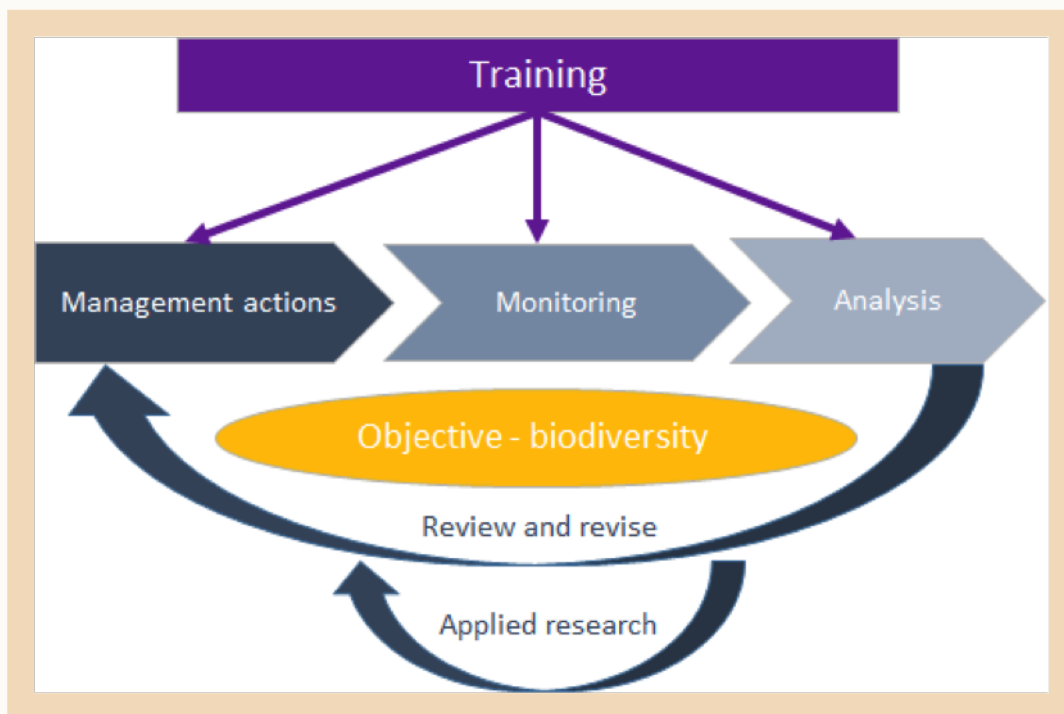 Training
Management actions
Monitoring
Analysis
Objective - biodiversity
Review and revise
Applied research